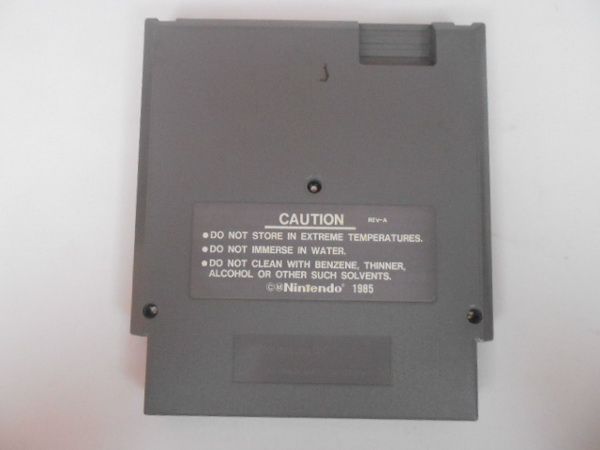 CAUTION REV-A
●DO NOT STORE IN EXTREME TEMPERATURES.
●DO NOT IMMERSE IN WATER.
●DO NOT CLEAN WITH BENZENE, THINNER,
ALCOHOL OR OTHER SUCH SOLVENTS.
©Ⓜ Nintendo® 1985